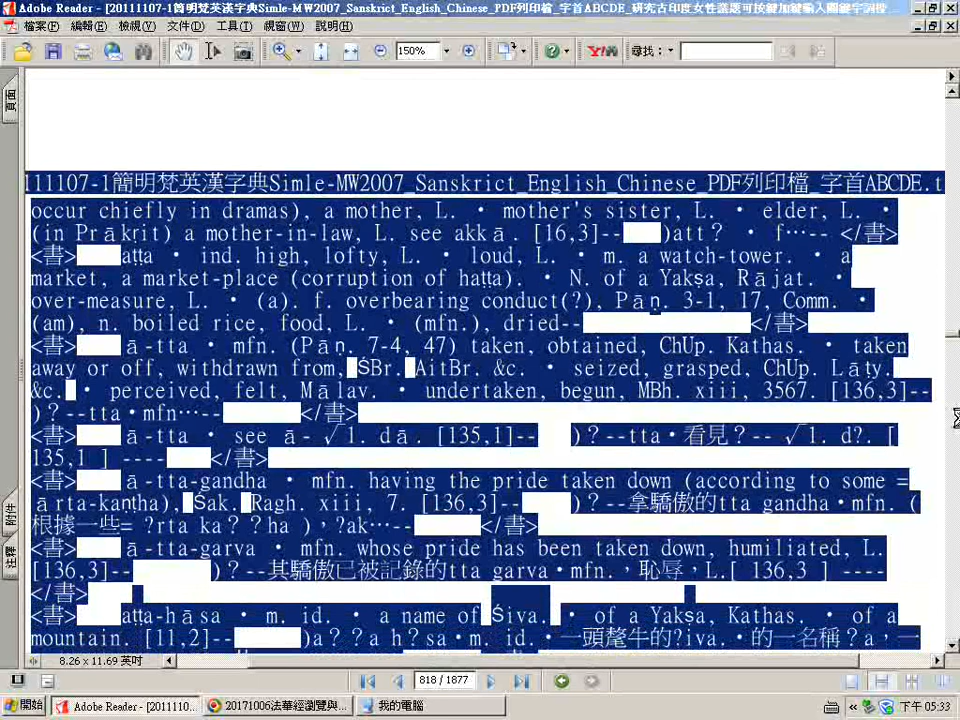 Adobe Reader - [20111107-1簡明梵英漢字典Simle-MW2007_Sanskrict_English_Chinese_PDF列印檔_字首ABCDE_研究古印度女性議題可按按鍵輸入關鍵字詞搜
檔案(F) 編輯(E) 檢視(V) 文件(D) 工具(T) 視窗(W) 說明(H)
150% Y! 尋找：
頁面
111107-1簡明梵英漢字典Simle-MW2007_Sanskrict_English_Chinese_PDF列印檔_字首ABCDE.t
occur chiefly in dramas), a mother, L. • mother's sister, L. • elder, L. •
(in Prākṛit) a mother-in-law, L. see akkā. [16,3]-- )att？ • f…-- </書>
<書> aṭṭa • ind. high, lofty, L. • loud, L. • m. a watch-tower. • a
market, a market-place (corruption of haṭṭa). • N. of a Yakṣa, Rājat. •
over-measure, L. • (a). f. overbearing conduct(?), Pāṇ. 3-1, 17, Comm. •
(am), n. boiled rice, food, L. • (mfn.), dried-- </書>
<書> ā-tta • mfn. (Pāṇ. 7-4, 47) taken, obtained, ChUp. Kathas. • taken
away or off, withdrawn from, ŚBr. AitBr. &c. • seized, grasped, ChUp. Lāṭy.
&c. • perceived, felt, Mālav. • undertaken, begun, MBh. xiii, 3567. [136,3]--
)？--tta•mfn…-- </書>
<書> ā-tta • see ā-√1. dā. [135,1]-- )？--tta•看見？-- √1. d?. [
135,1 ] ---- </書>
<書> ā-tta-gandha • mfn. having the pride taken down (according to some =
ārta-kaṇṭha), Śak. Ragh. xiii, 7. [136,3]-- )？--拿驕傲的tta gandha•mfn. (
根據一些= ?rta ka？？ha ) , ?ak…-- </書>
<書> ā-tta-garva • mfn. whose pride has been taken down, humiliated, L.
[136,3]-- )？--其驕傲已被記錄的tta garva•mfn.，恥辱，L.[ 136,3 ] ----
</書>
<書> aṭṭa-hāsa • m. id. • a name of Śiva. • of a Yakṣa, Kathas. • of a
mountain. [11,2]-- )a？？a h？sa•m. id.•一頭氂牛的?iva.•的一名稱？a，一
附件
注釋
8.26 x 11.69 英吋
818 / 1877
開始 Adobe Reader - [2011110... 20171006法華經瀏覽與... 我的電腦 下午 05:33